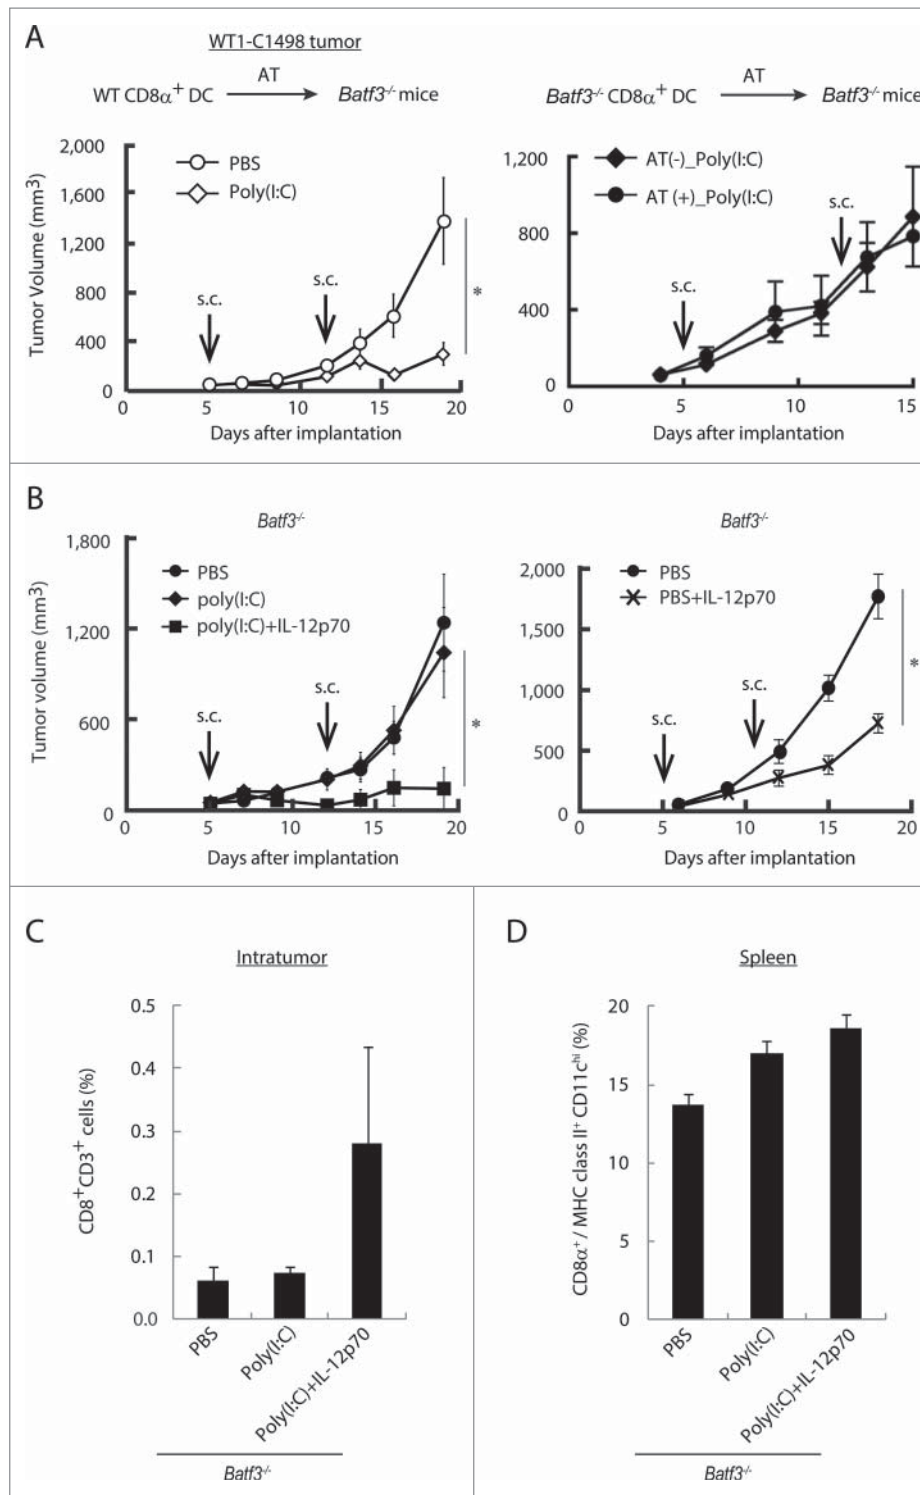 A
WT1-C1498 tumor
WT CD8α⁺ DC
AT
Batf3⁻/⁻ mice
2,000
1,600
1,200
800
400
0
Tumor Volume (mm³)
PBS
Poly(I:C)
s.c.
s.c.
*
0
5
10
15
20
Days after implantation
Batf3⁻/⁻ CD8α⁺ DC
AT
Batf3⁻/⁻ mice
1,200
800
400
0
AT(-)_Poly(I:C)
AT (+)_Poly(I:C)
s.c.
s.c.
0
5
10
15
Days after implantation
B
Batf3⁻/⁻
1,800
1,200
600
0
Tumor volume (mm³)
PBS
poly(I:C)
poly(I:C)+IL-12p70
s.c.
s.c.
*
0
5
10
15
20
Days after implantation
Batf3⁻/⁻
2,000
1,500
1,000
500
0
PBS
PBS+IL-12p70
s.c.
s.c.
*
0
5
10
15
20
Days after implantation
C
Intratumor
0.5
0.4
0.3
0.2
0.1
0.0
CD8⁺CD3⁺ cells (%)
PBS
Poly(I:C)
Poly(I:C)+IL-12p70
Batf3⁻/⁻
D
Spleen
20
15
10
5
0
CD8α⁺ / MHC class II⁺ CD11cʰⁱ (%)
PBS
Poly(I:C)
Poly(I:C)+IL-12p70
Batf3⁻/⁻